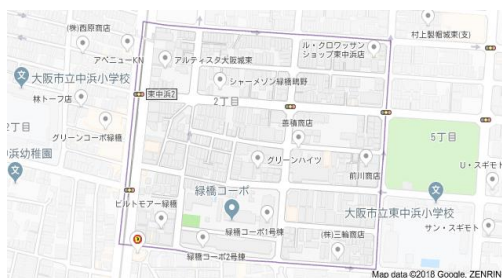 (株)西原商店
アベニューKN
アルティスタ大阪城東
ル・クロワッサン
ショップ東中浜店
村上製樹城東(支)
大阪市立中浜小学校
シャーメゾン緑橋鴫野
林トーフ店
東中浜2
2丁目
2丁目
喜積商店
5丁目
グリーンコーポ緑橋
浜幼稚園
グリーンハイツ
前川商店
U・スギモト
緑橋コーポ
ビルトモアー緑橋
大阪市立東中浜小学校
サン・スギモト
緑橋コーポ1号棟
(株)三輪商店
緑橋コーポ2号棟
Map data ©2018 Google, ZENRIN